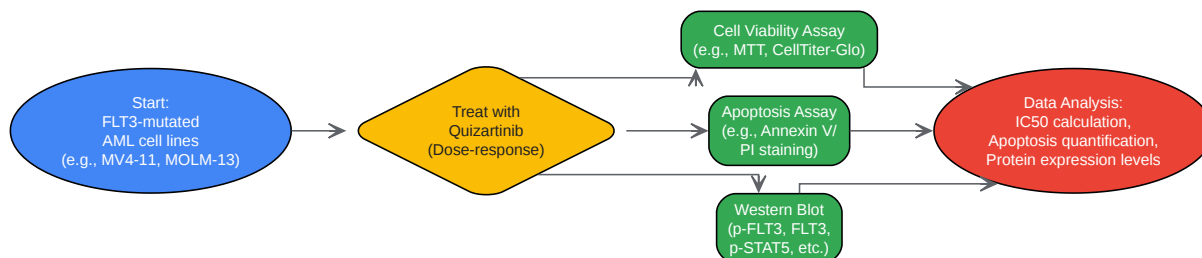 Start:
FLT3-mutated
AML cell lines
(e.g., MV4-11, MOLM-13)
Treat with
Quizartinib
(Dose-response)
Cell Viability Assay
(e.g., MTT, CellTiter-Glo)
Apoptosis Assay
(e.g., Annexin V/
PI staining)
Western Blot
(p-FLT3, FLT3,
p-STAT5, etc.)
Data Analysis:
IC50 calculation,
Apoptosis quantification,
Protein expression levels